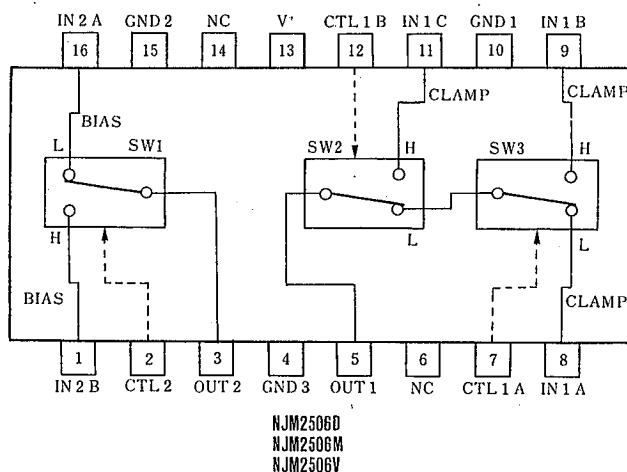 IN 2 A GND 2 NC V+ CTL 1 B IN 1 C GND 1 IN 1 B
16 15 14 13 12 11 10 9
BIAS CLAMP CLAMP
L SW1 SW2 H SW3 H
H L L
BIAS CLAMP
1 2 3 4 5 6 7 8
IN 2 B CTL 2 OUT 2 GND 3 OUT 1 NC CTL 1 A IN 1 A
NJM2506D
NJM2506M
NJM2506V